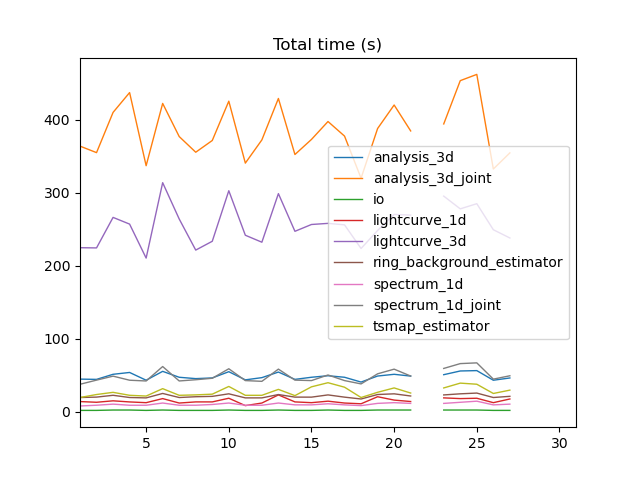 Total time (s)
400
300
200
100
0
analysis_3d
analysis_3d_joint
io
lightcurve_1d
lightcurve_3d
ring_background_estimator
spectrum_1d
spectrum_1d_joint
tsmap_estimator
5 10 15 20 25 30